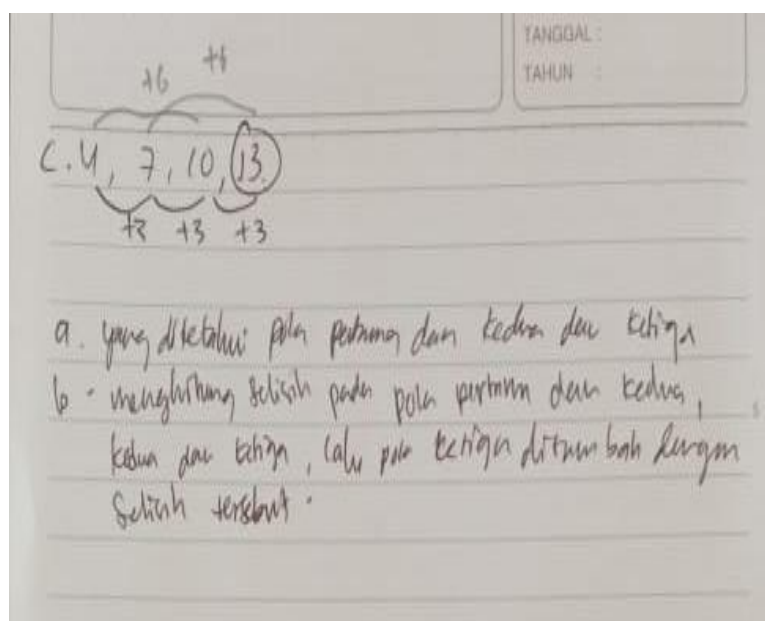 TANGGAL :
TAHUN :
+6 +6
C. 4, 7, 10, 13.
+3 +3 +3
a. yang diketahui pola pertama dan kedua dan ketiga
b. menghitung selisih pada pola pertama dan kedua,
kedua dan ketiga, lalu pola ketiga ditumbah dengan
Selisih tersebut.